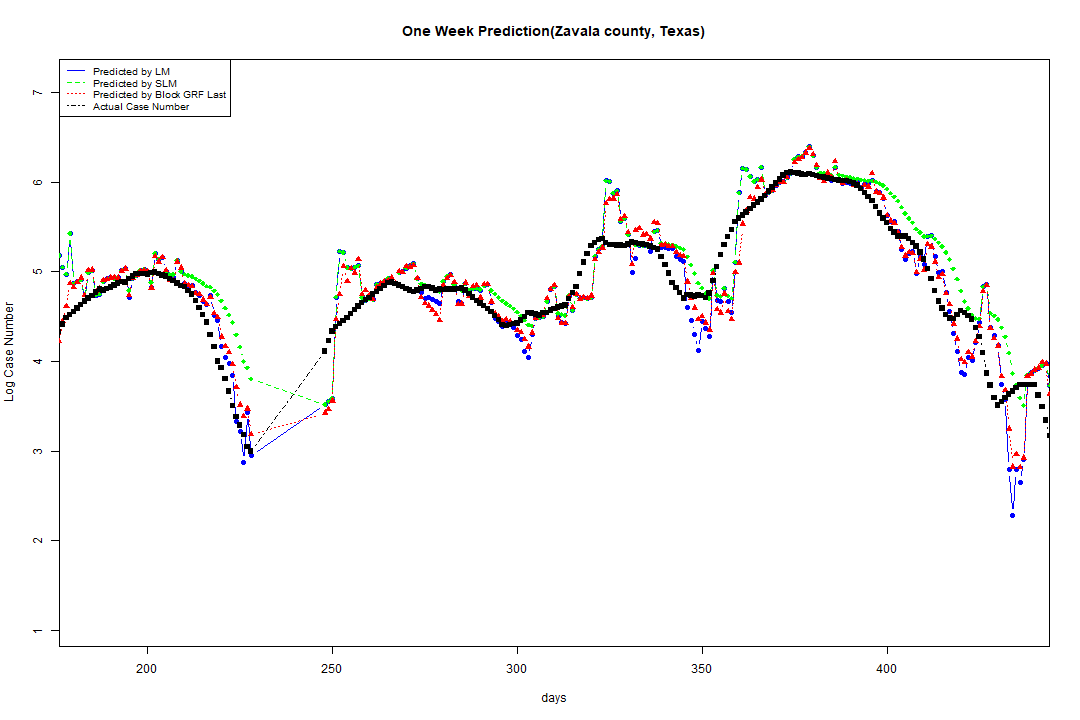 One Week Prediction(Zavala county, Texas)
Predicted by LM
Predicted by SLM
Predicted by Block GRF Last
Actual Case Number
Log Case Number
7
6
5
4
3
2
1
200 250 300 350 400
days